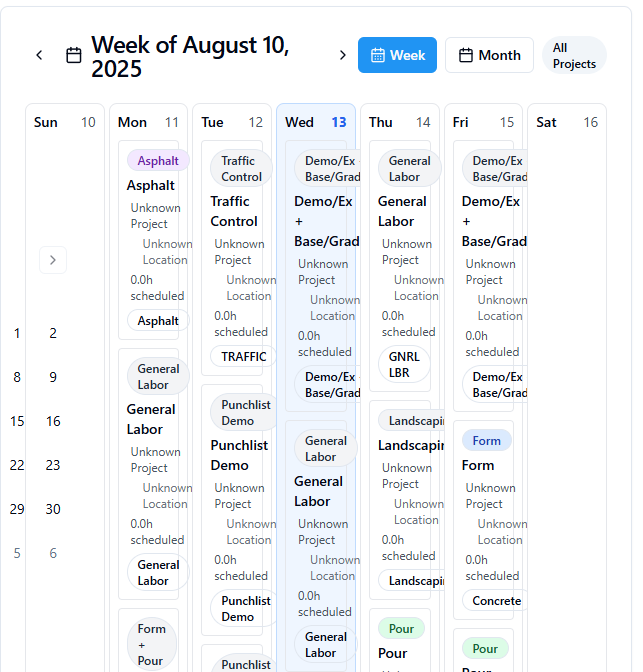 Week of August 10,
2025
Week
Month
All
Projects
Sun 10
1 2
8 9
15 16
22 23
29 30
5 6
Mon 11
Asphalt
Asphalt
Unknown
Project
Unknown
Location
0.0h
scheduled
Asphalt
General
Labor
General
Labor
Unknown
Project
Unknown
Location
0.0h
scheduled
General
Labor
Form
+
Pour
Tue 12
Traffic
Control
Traffic
Control
Unknown
Project
Unknown
Location
0.0h
scheduled
TRAFFIC
Punchlist
Demo
Punchlist
Demo
Unknown
Project
Unknown
Location
0.0h
scheduled
Punchlist
Demo
Punchlist
Wed 13
Demo/Ex
Base/Grad
Demo/Ex
+
Base/Grad
Unknown
Project
Unknown
Location
0.0h
scheduled
Demo/Ex
Base/Grad
General
Labor
General
Labor
Unknown
Project
Unknown
Location
0.0h
scheduled
General
Labor
Thu 14
General
Labor
General
Labor
Unknown
Project
Unknown
Location
0.0h
scheduled
GNRL
LBR
Landscapin
Landscapin
Unknown
Project
Unknown
Location
0.0h
scheduled
Landscapin
Pour
Pour
Fri 15
Demo/Ex
Base/Grad
Demo/Ex
+
Base/Grad
Unknown
Project
Unknown
Location
0.0h
scheduled
Demo/Ex
Base/Grad
Form
Form
Unknown
Project
Unknown
Location
0.0h
scheduled
Concrete
Pour
Sat 16